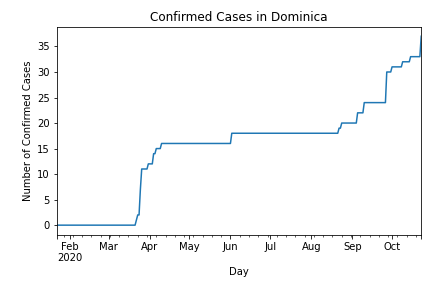 Confirmed Cases in Dominica
Number of Confirmed Cases
35
30
25
20
15
10
5
0
Feb Mar Apr May Jun Jul Aug Sep Oct
2020
Day